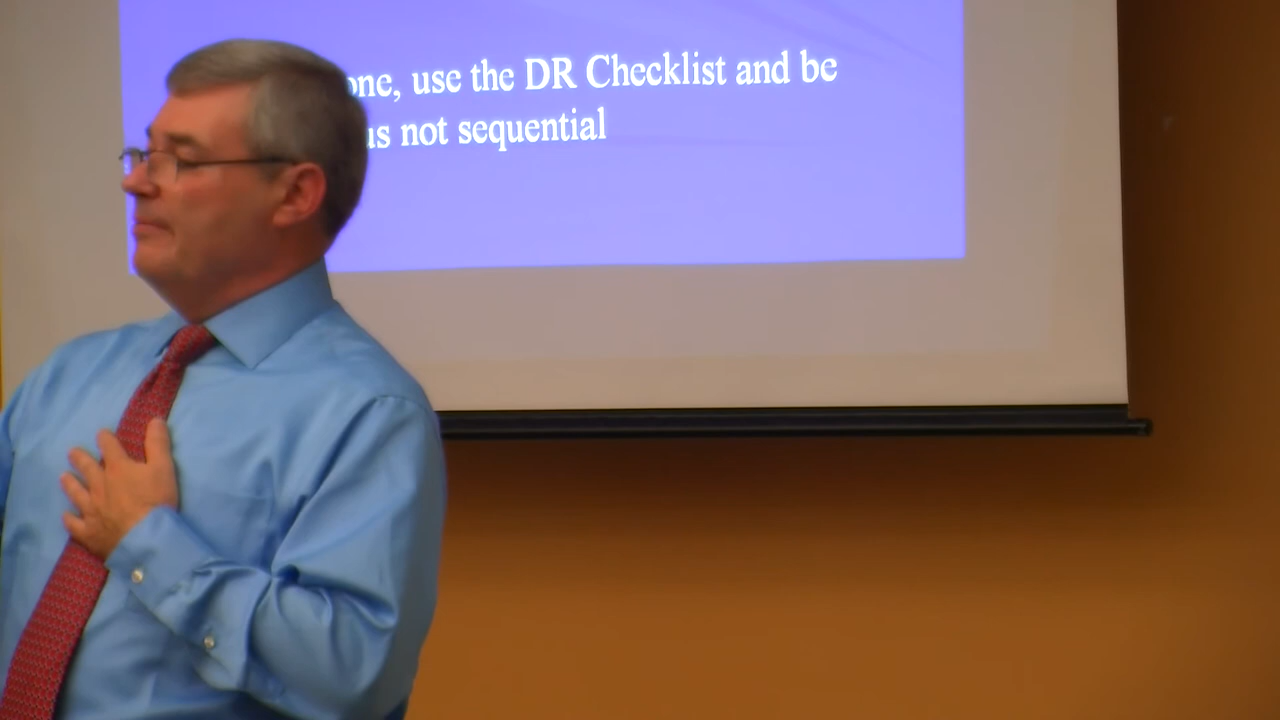 one, use the DR Checklist and be
us not sequential